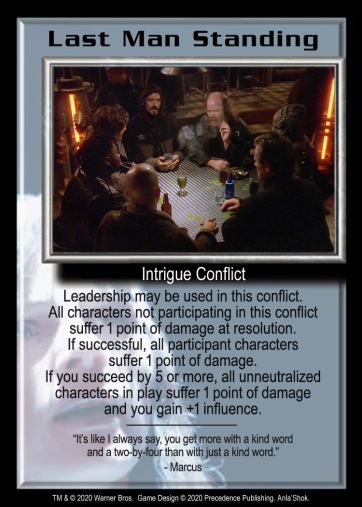 Last Man Standing
Intrigue Conflict
Leadership may be used in this conflict.
All characters not participating in this conflict
suffer 1 point of damage at resolution.
If successful, all participant characters
suffer 1 point of damage.
If you succeed by 5 or more, all unneutralized
characters in play suffer 1 point of damage
and you gain +1 influence.
“It's like I always say, you get more with a kind word
and a two-by-four than with just a kind word.”
- Marcus
TM & © 2020 Warner Bros. Game Design © 2020 Precedence Publishing. Anla'Shok.